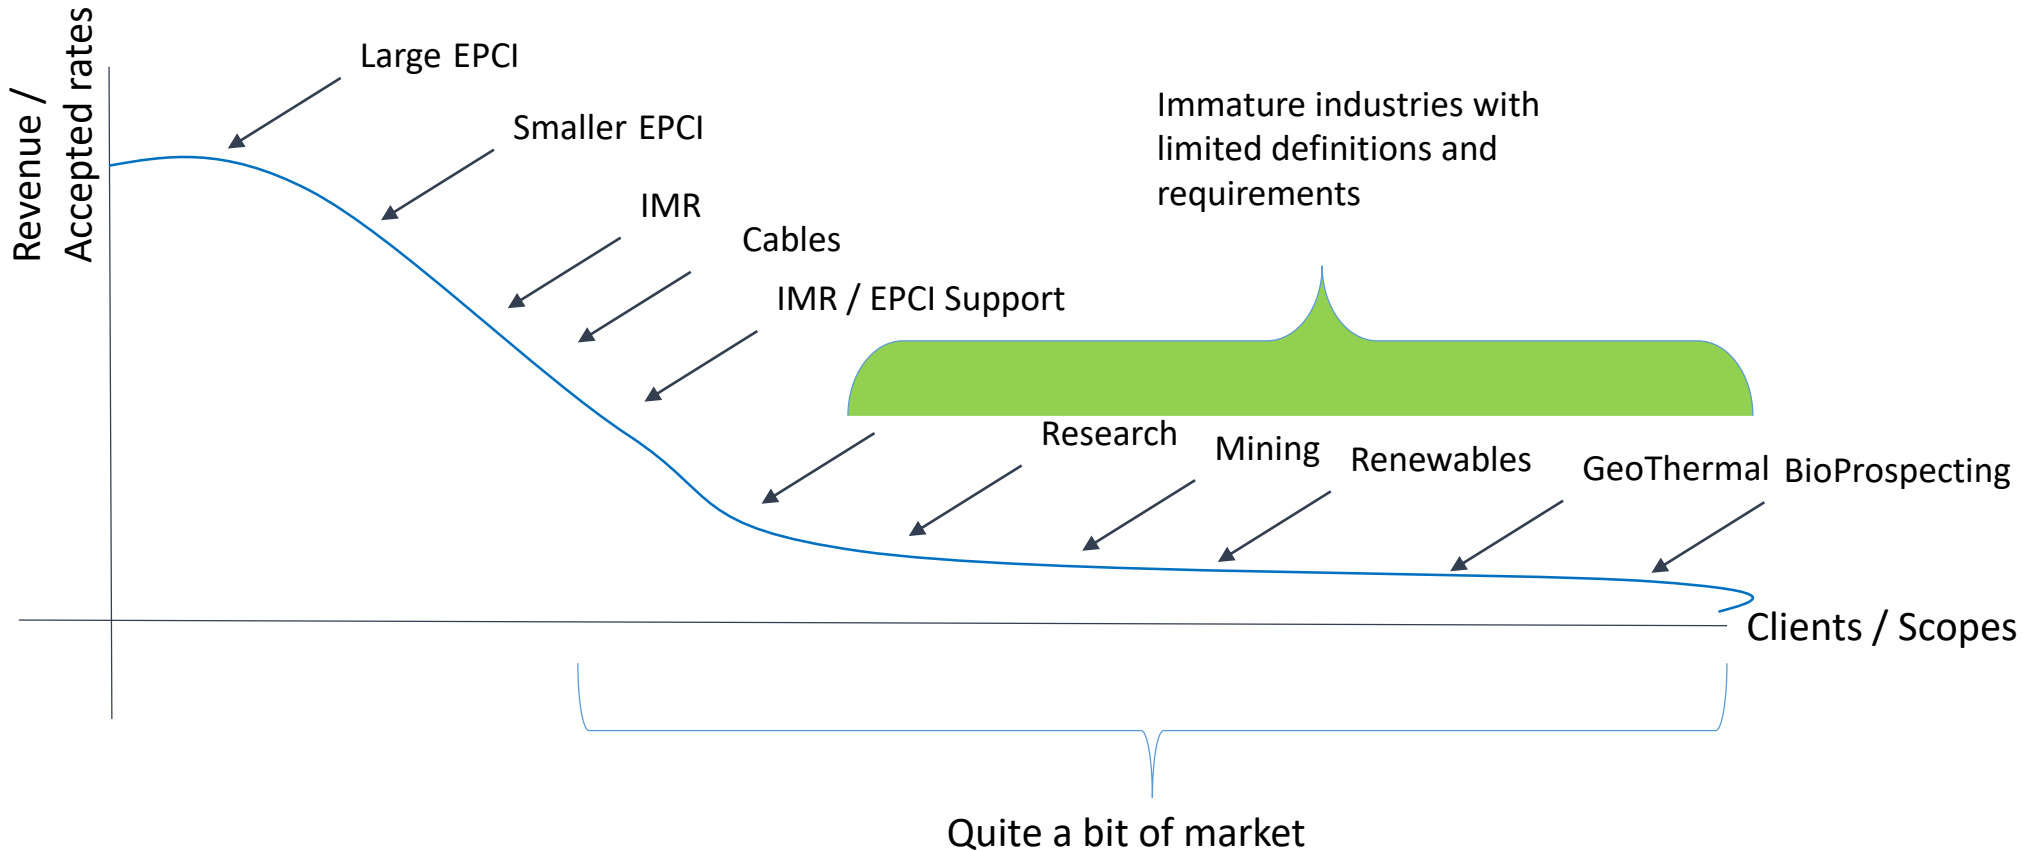 Revenue /
Accepted rates
Large EPCI
Smaller EPCI
IMR
Cables
IMR / EPCI Support
Immature industries with
limited definitions and
requirements
Research
Mining
Renewables
GeoThermal
BioProspecting
Clients / Scopes
Quite a bit of market